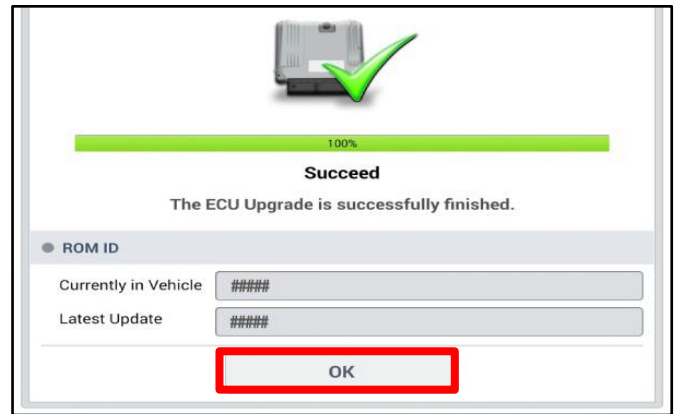 100%
Succeed
The ECU Upgrade is successfully finished.
ROM ID
Currently in Vehicle #####
Latest Update #####
OK